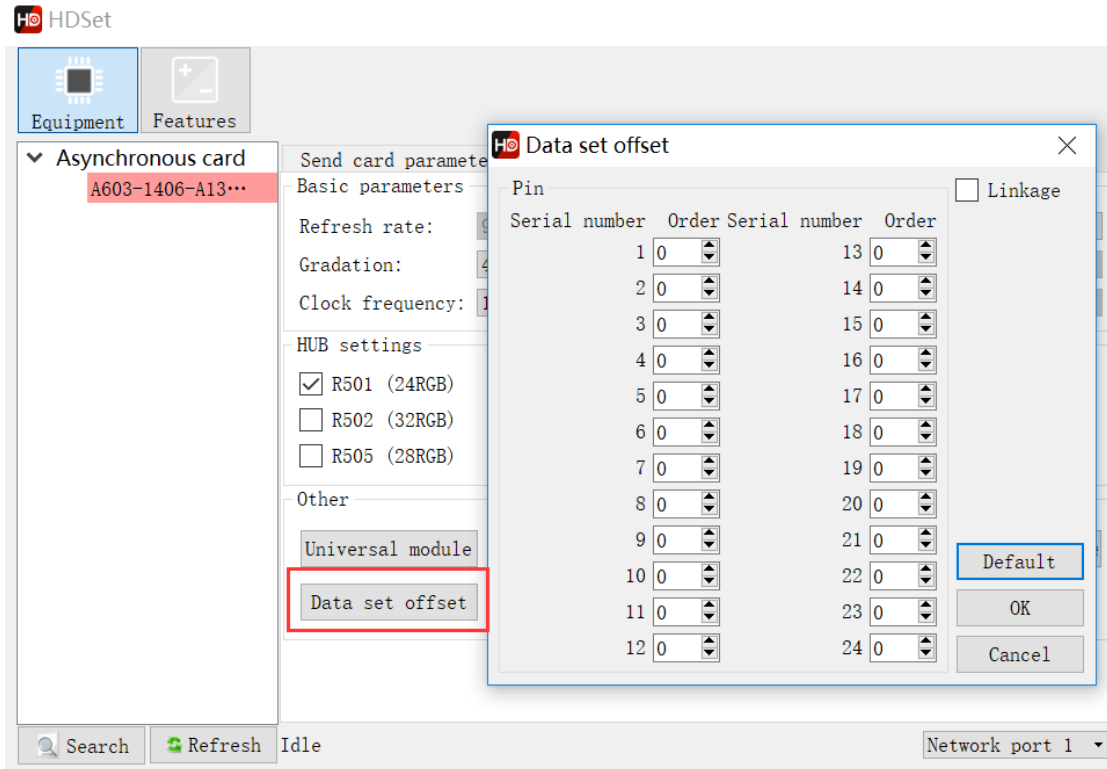 HD HDSet
Equipment
Features
Asynchronous card
A603-1406-A13···
Send card paramete
Basic parameters
Refresh rate:
Gradation:
Clock frequency:
HUB settings
R501 (24RGB)
R502 (32RGB)
R505 (28RGB)
Other
Universal module
Data set offset
HD Data set offset
Pin
Linkage
Serial number Order Serial number Order
1 0 13 0
2 0 14 0
3 0 15 0
4 0 16 0
5 0 17 0
6 0 18 0
7 0 19 0
8 0 20 0
9 0 21 0
10 0 22 0
11 0 23 0
12 0 24 0
Default
OK
Cancel
Search
Refresh
Idle
Network port 1